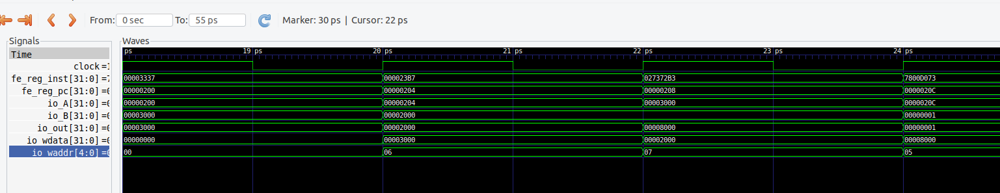 From: 0 sec To: 55 ps Marker: 30 ps | Cursor: 22 ps
Signals Waves
Time ps 19 ps 20 ps 21 ps 22 ps 23 ps 24 ps
clock =1
fe_reg_inst[31:0] =7 00003337 000023B7 027372B3 7800D073
fe_reg_pc[31:0] =0 00000200 00000204 00000208 0000020C
io_A[31:0] =0 00000200 00000204 00003000 0000020C
io_B[31:0] =0 00003000 00002000 00000001
io_out[31:0] =0 00003000 00002000 00008000 00000001
io_wdata[31:0] =0 00000000 00003000 00002000 00008000
io_waddr[4:0] =0 00 06 07 05